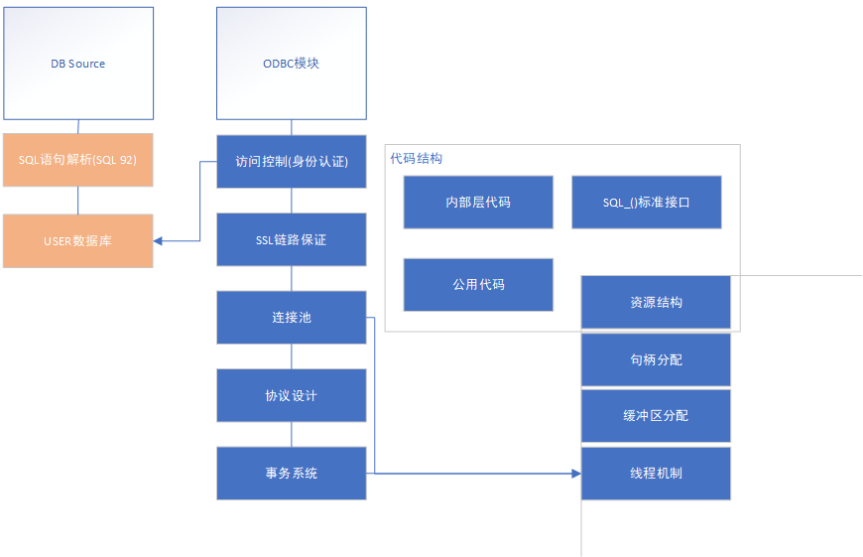 DB Source
SQL语句解析(SQL 92)
USER数据库
ODBC模块
访问控制(身份认证)
SSL链路保证
连接池
协议设计
事务系统
代码结构
内部层代码
SQL_()标准接口
公用代码
资源结构
句柄分配
缓冲区分配
线程机制